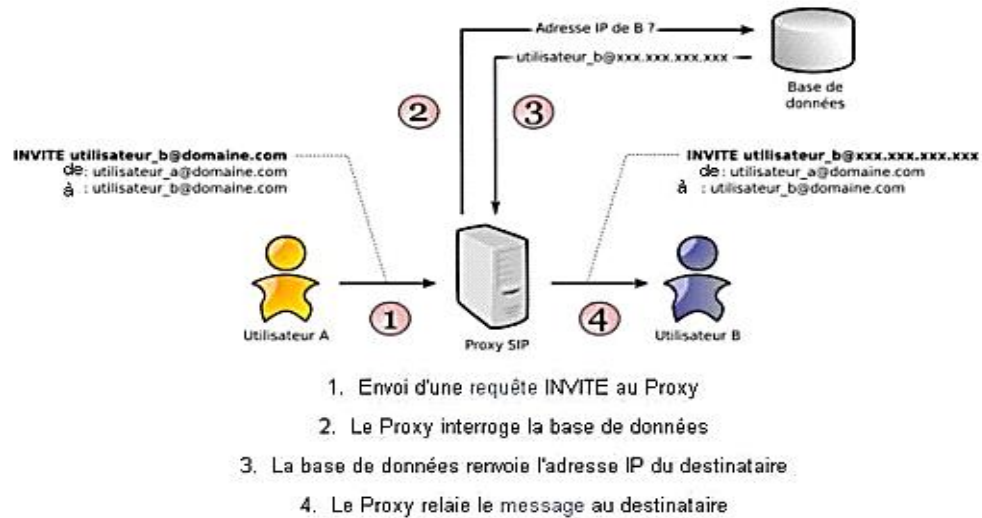 Adresse IP de B ?
utilisateur_b@xxx.xxx.xxx.xxx
Base de
données
2
3
INVITE utilisateur_b@domaine.com
de: utilisateur_a@domaine.com
à : utilisateur_b@domaine.com
INVITE utilisateur_b@xxx.xxx.xxx.xxx
de: utilisateur_a@domaine.com
à : utilisateur_b@domaine.com
1
4
Utilisateur A
Proxy SIP
Utilisateur B
1. Envoi d'une requête INVITE au Proxy
2. Le Proxy interroge la base de données
3. La base de données renvoie l'adresse IP du destinataire
4. Le Proxy relaie le message au destinataire